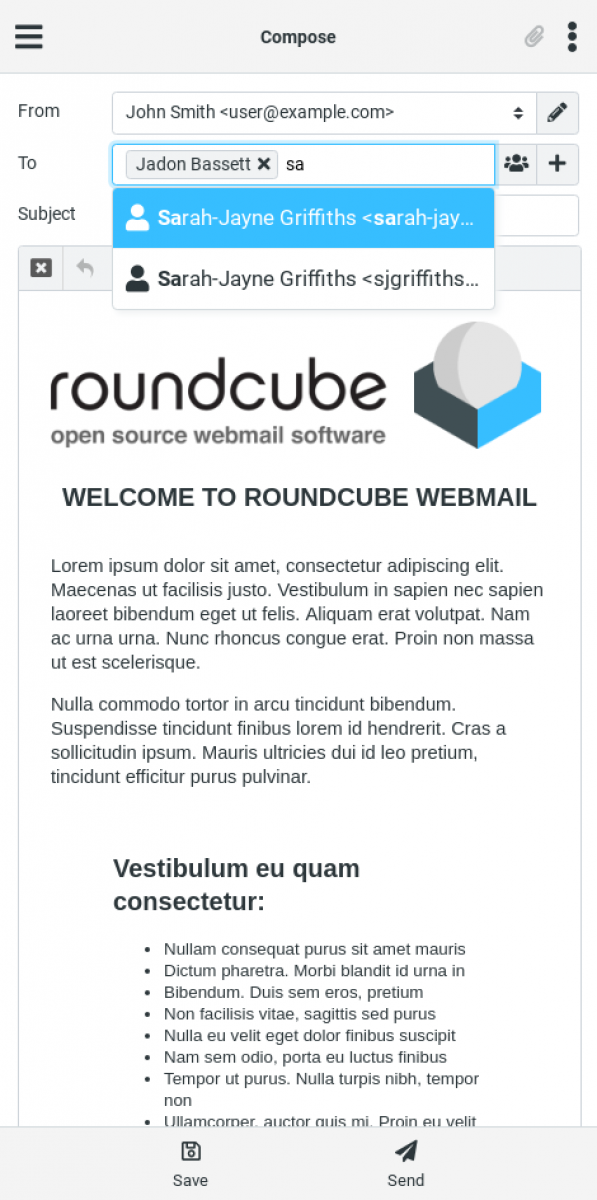 Compose
From
John Smith <user@example.com>
To
Jadon Bassett
sa
Sarah-Jayne Griffiths <sarah-jay…
Subject
Sarah-Jayne Griffiths <sjgriffiths…
roundcube
open source webmail software
WELCOME TO ROUNDCUBE WEBMAIL
Lorem ipsum dolor sit amet, consectetur adipiscing elit.
Maecenas ut facilisis justo. Vestibulum in sapien nec sapien
laoreet bibendum eget ut felis. Aliquam erat volutpat. Nam
ac urna urna. Nunc rhoncus congue erat. Proin non massa
ut est scelerisque.
Nulla commodo tortor in arcu tincidunt bibendum.
Suspendisse tincidunt finibus lorem id hendrerit. Cras a
sollicitudin ipsum. Mauris ultricies dui id leo pretium,
tincidunt efficitur purus pulvinar.
Vestibulum eu quam
consectetur:
• Nullam consequat purus sit amet mauris
• Dictum pharetra. Morbi blandit id urna in
• Bibendum. Duis sem eros, pretium
• Non facilisis vitae, sagittis sed purus
• Nulla eu velit eget dolor finibus suscipit
• Nam sem odio, porta eu luctus finibus
• Tempor ut purus. Nulla turpis nibh, tempor
non
• Ullamcorper, auctor quis mi. Proin eu velit
Save
Send